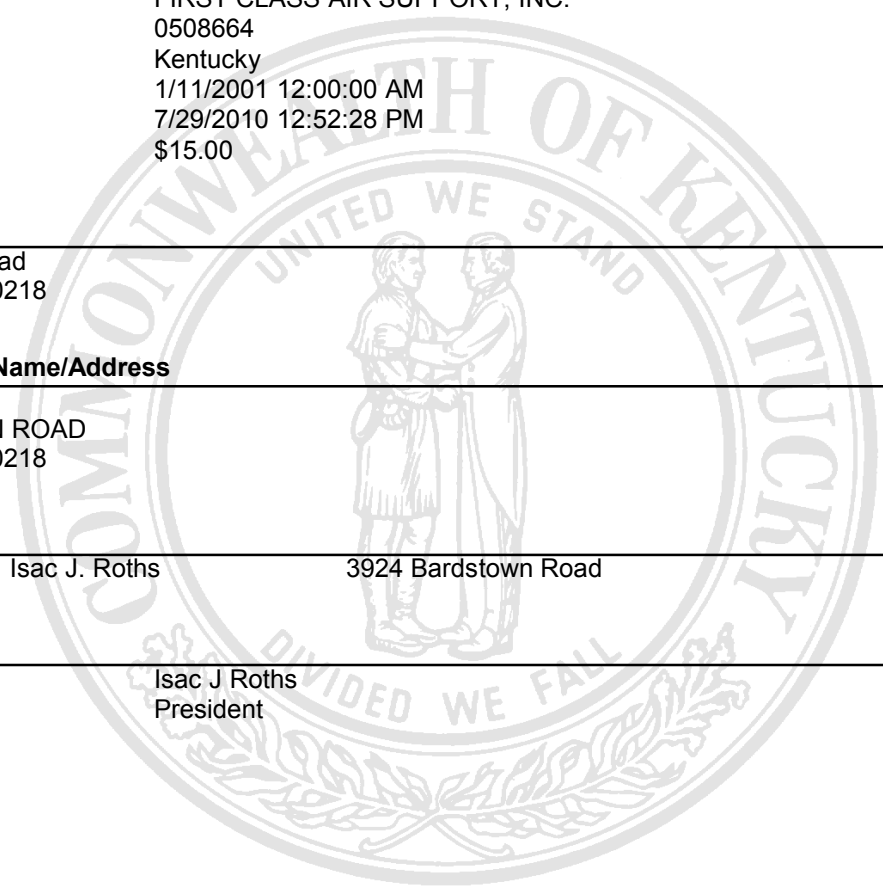 FIRST CLASS AIR SUPPORT, INC.
0508664
Kentucky
1/11/2001 12:00:00 AM
7/29/2010 12:52:28 PM
$15.00
ad
0218
Name/Address
ROAD
0218
Isac J. Roths 3924 Bardstown Road
Isac J Roths
President
COMMONWEALTH OF KENTUCKY
UNITED WE STAND
DIVIDED WE FALL